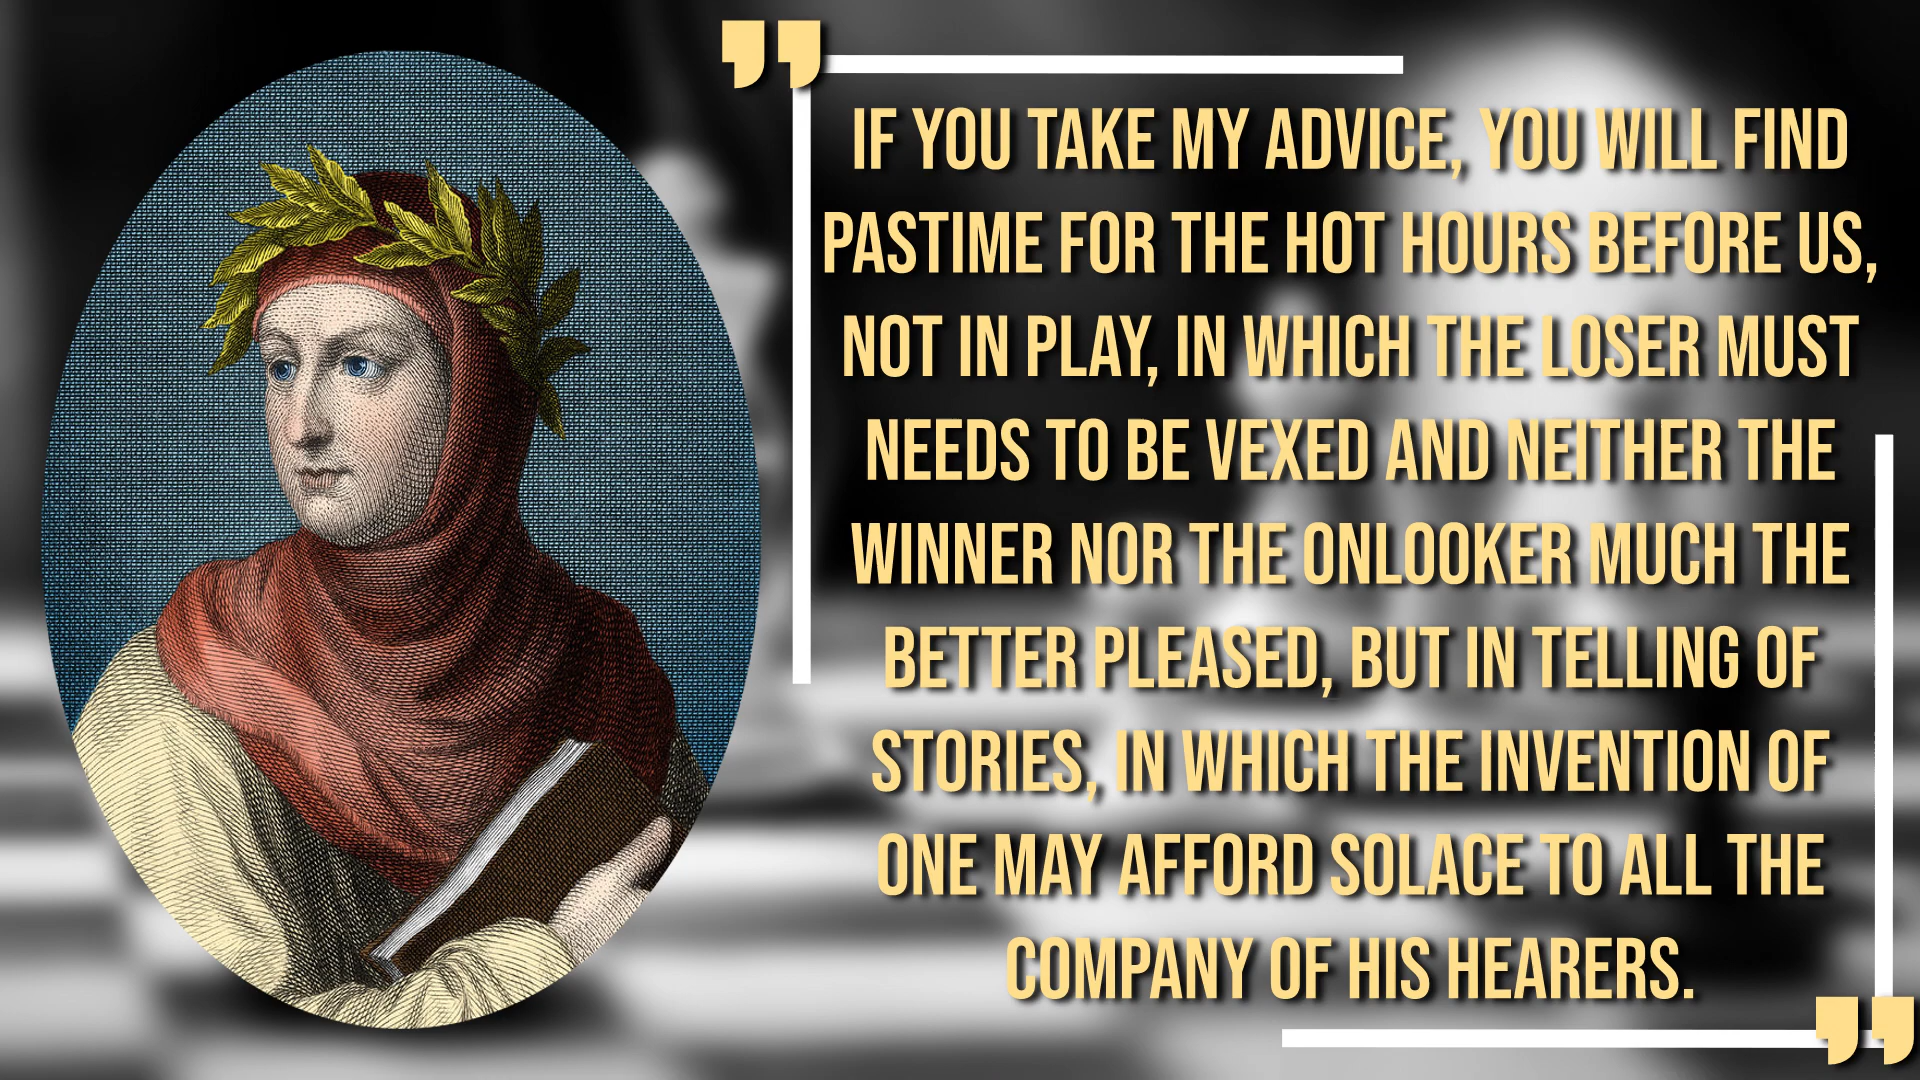 IF YOU TAKE MY ADVICE, YOU WILL FIND
PASTIME FOR THE HOT HOURS BEFORE US,
NOT IN PLAY, IN WHICH THE LOSER MUST
NEEDS TO BE VEXED AND NEITHER THE
WINNER NOR THE ONLOOKER MUCH THE
BETTER PLEASED, BUT IN TELLING OF
STORIES, IN WHICH THE INVENTION OF
ONE MAY AFFORD SOLACE TO ALL THE
COMPANY OF HIS HEARERS.